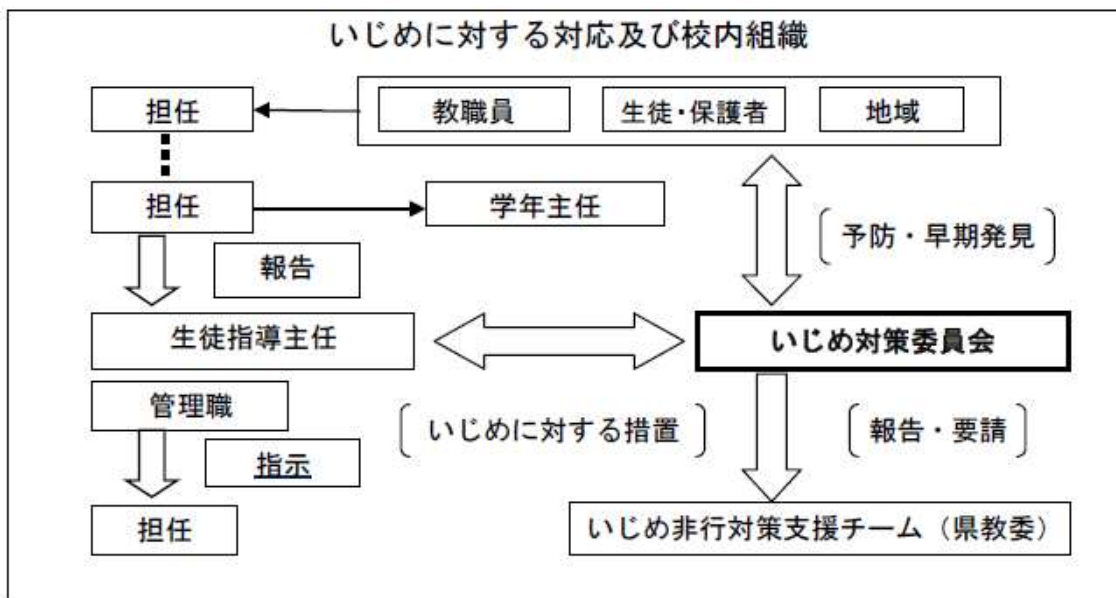 いじめに対する対応及び校内組織
担任
教職員
生徒・保護者
地域
担任
学年主任
予防・早期発見
報告
生徒指導主任
いじめ対策委員会
管理職
いじめに対する措置
報告・要請
指示
担任
いじめ非行対策支援チーム（県教委）